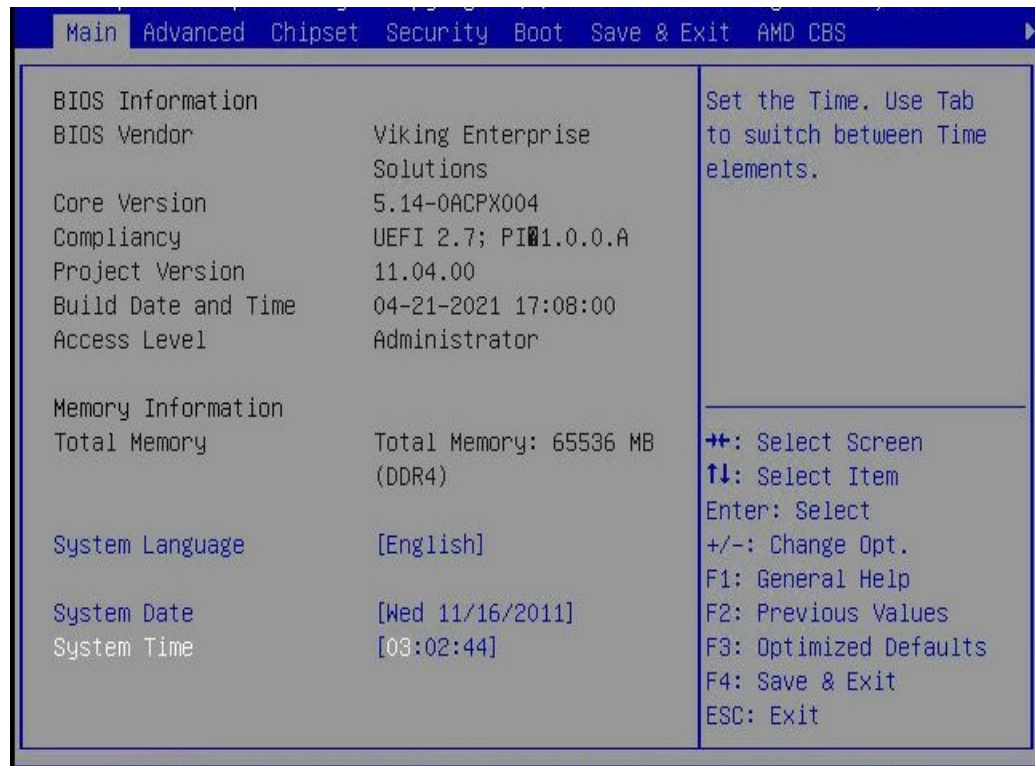 Main Advanced Chipset Security Boot Save & Exit AMD CBS
BIOS Information
BIOS Vendor Viking Enterprise
Solutions
Core Version 5.14-0ACPX004
Compliancy UEFI 2.7; PI 1.0.0.A
Project Version 11.04.00
Build Date and Time 04-21-2021 17:08:00
Access Level Administrator
Memory Information
Total Memory Total Memory: 65536 MB
(DDR4)
System Language [English]
System Date [Wed 11/16/2011]
System Time [03:02:44]
Set the Time. Use Tab
to switch between Time
elements.
→←: Select Screen
↑↓: Select Item
Enter: Select
+/-: Change Opt.
F1: General Help
F2: Previous Values
F3: Optimized Defaults
F4: Save & Exit
ESC: Exit